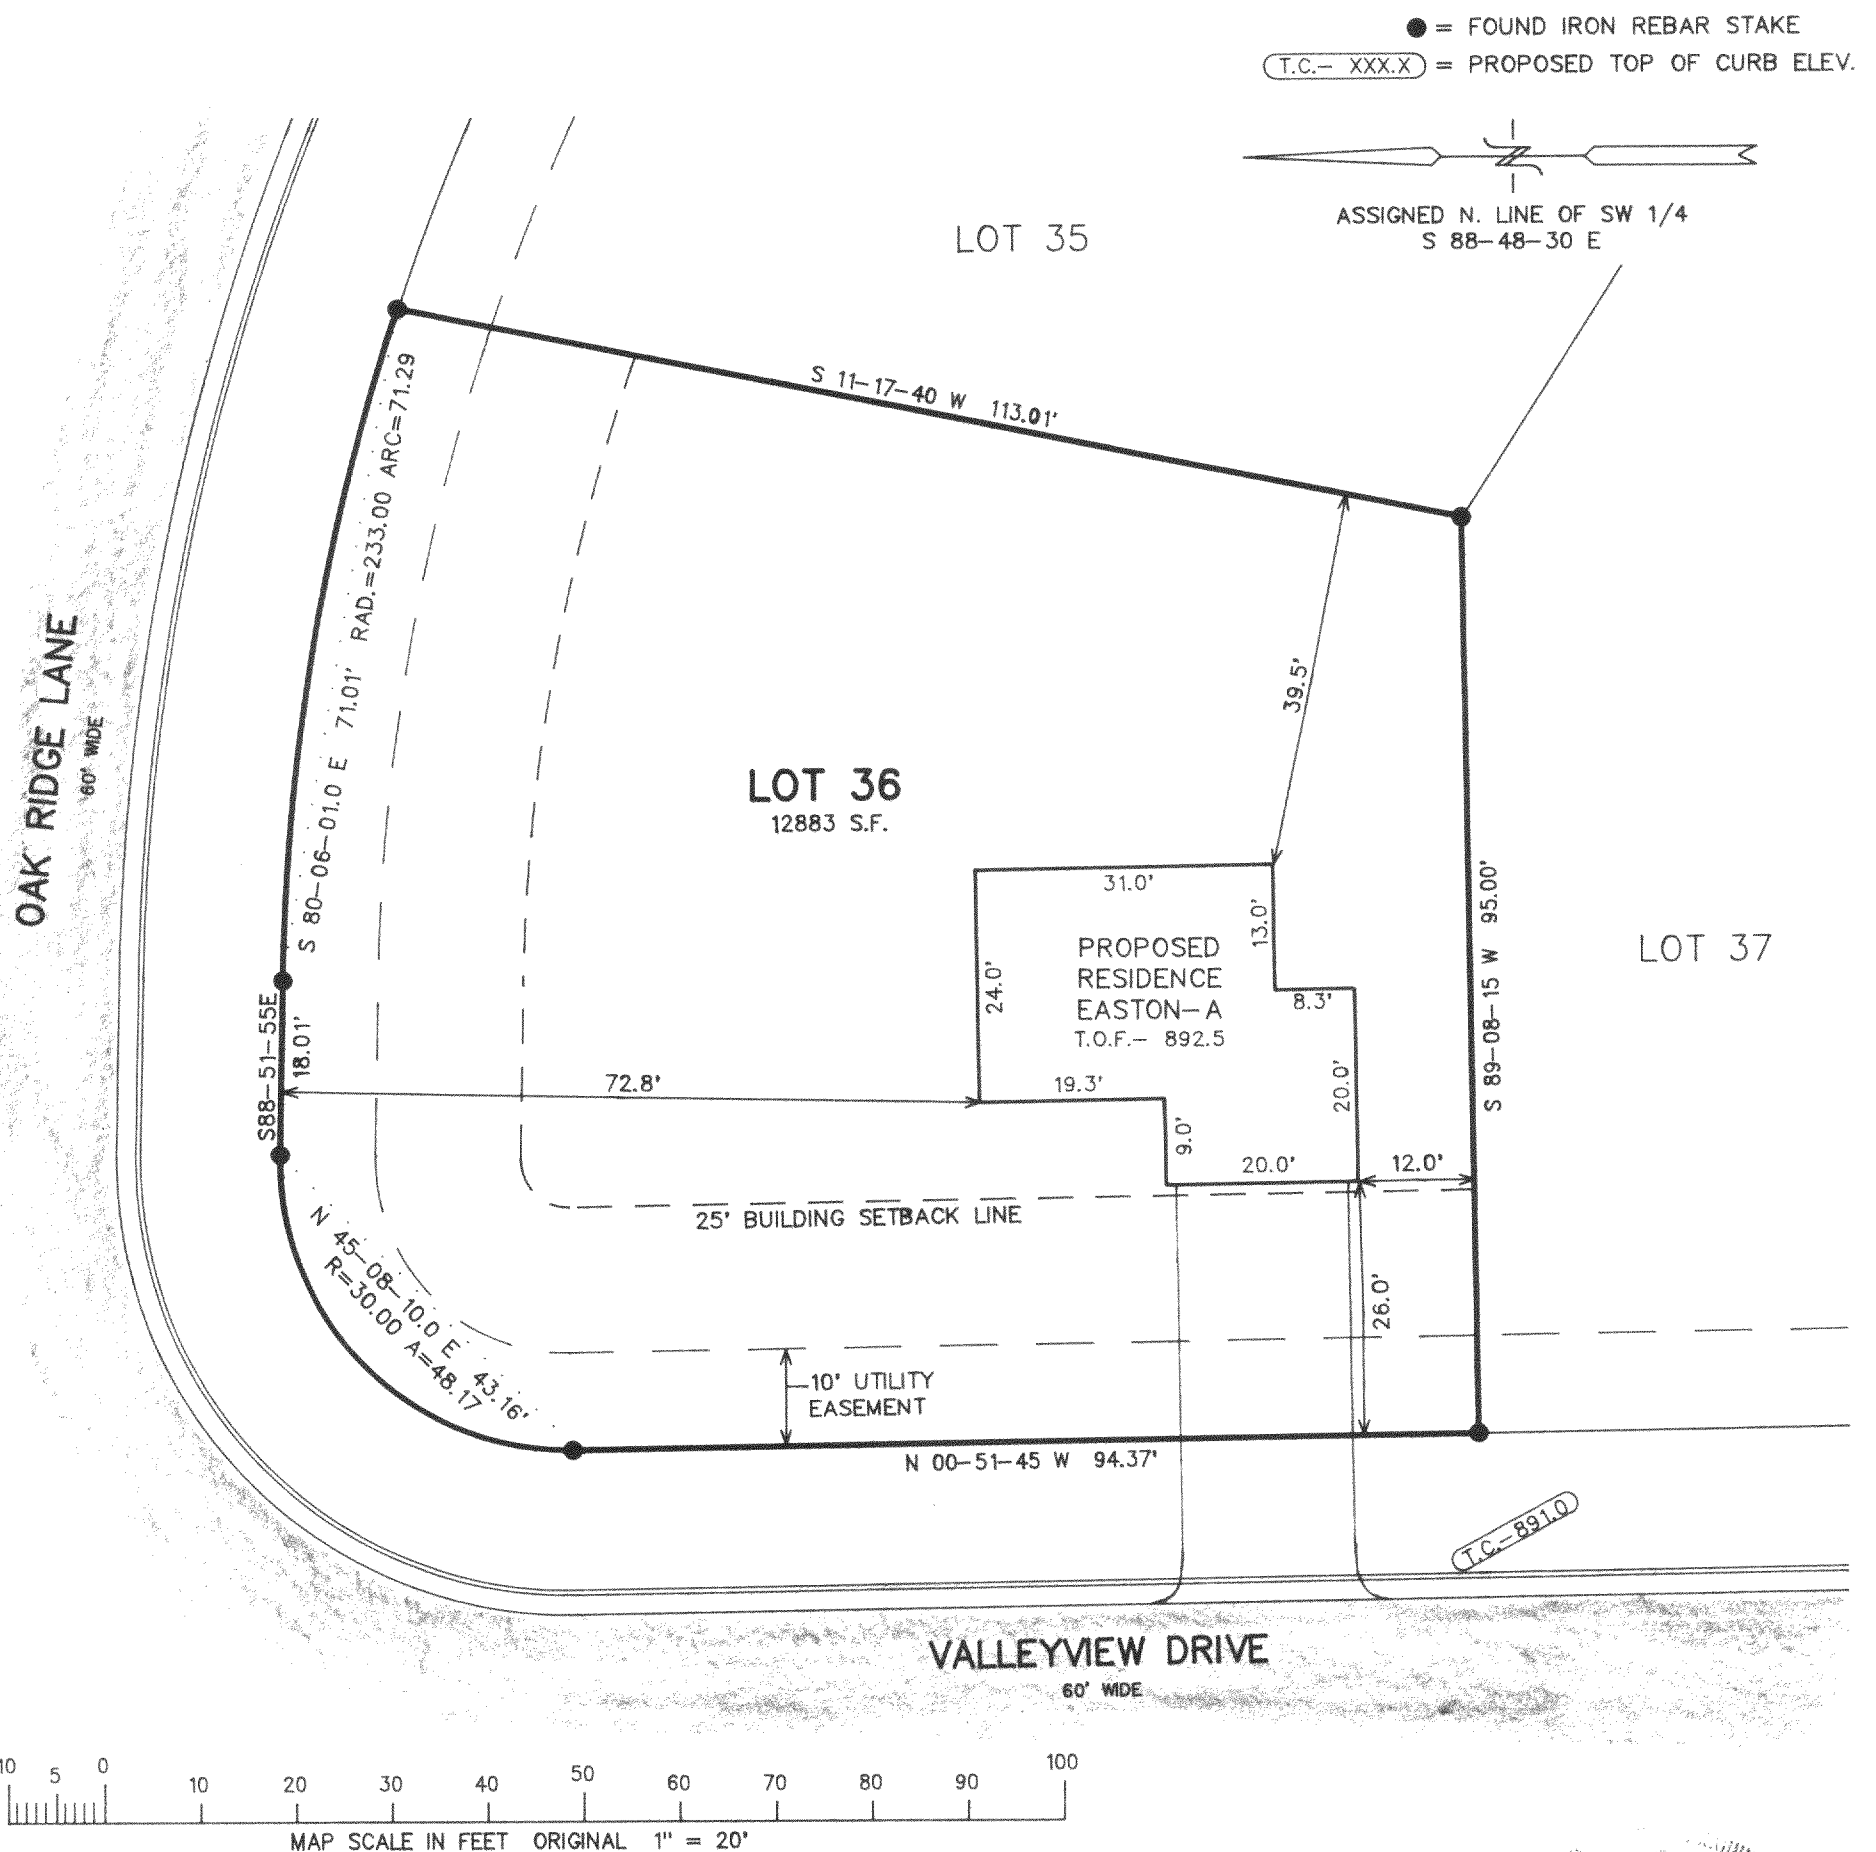 = FOUND IRON REBAR STAKE
T.C.- XXX.X = PROPOSED TOP OF CURB ELEV.
ASSIGNED N. LINE OF SW 1/4
S 88-48-30 E
LOT 35
S 11-17-40 W 113.01'
S 80-06-01.0 E 71.01' RAD.=233.00 ARC=71.29
OAK RIDGE LANE
60' WIDE
39.5'
LOT 36
12883 S.F.
31.0'
13.0'
PROPOSED
RESIDENCE
EASTON-A
T.O.F.- 892.5
24.0'
8.3'
20.0'
S 89-08-15 W 95.00'
LOT 37
S88-51-55E
18.01'
72.8'
19.3'
9.0'
20.0'
12.0'
25' BUILDING SETBACK LINE
N 45-08-10.0 E 43.16'
R=30.00 A=48.17
26.0'
10' UTILITY
EASEMENT
N 00-51-45 W 94.37'
T.C.-891.0
VALLEYVIEW DRIVE
60' WIDE
10 5 0 10 20 30 40 50 60 70 80 90 100
MAP SCALE IN FEET ORIGINAL 1" = 20'